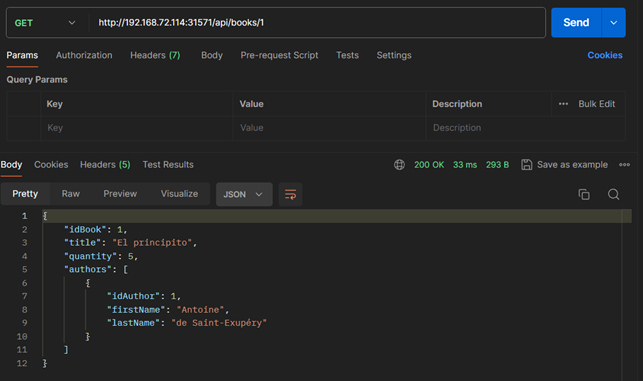 GET http://192.168.72.114:31571/api/books/1 Send
Params Authorization Headers (7) Body Pre-request Script Tests Settings Cookies
Query Params
Key Value Description ••• Bulk Edit
Key Value Description
Body Cookies Headers (5) Test Results 200 OK 33 ms 293 B Save as example •••
Pretty Raw Preview Visualize JSON
1 {
2 "idBook": 1,
3 "title": "El principito",
4 "quantity": 5,
5 "authors": [
6 {
7 "idAuthor": 1,
8 "firstName": "Antoine",
9 "lastName": "de Saint-Exupéry"
10 }
11 ]
12 }